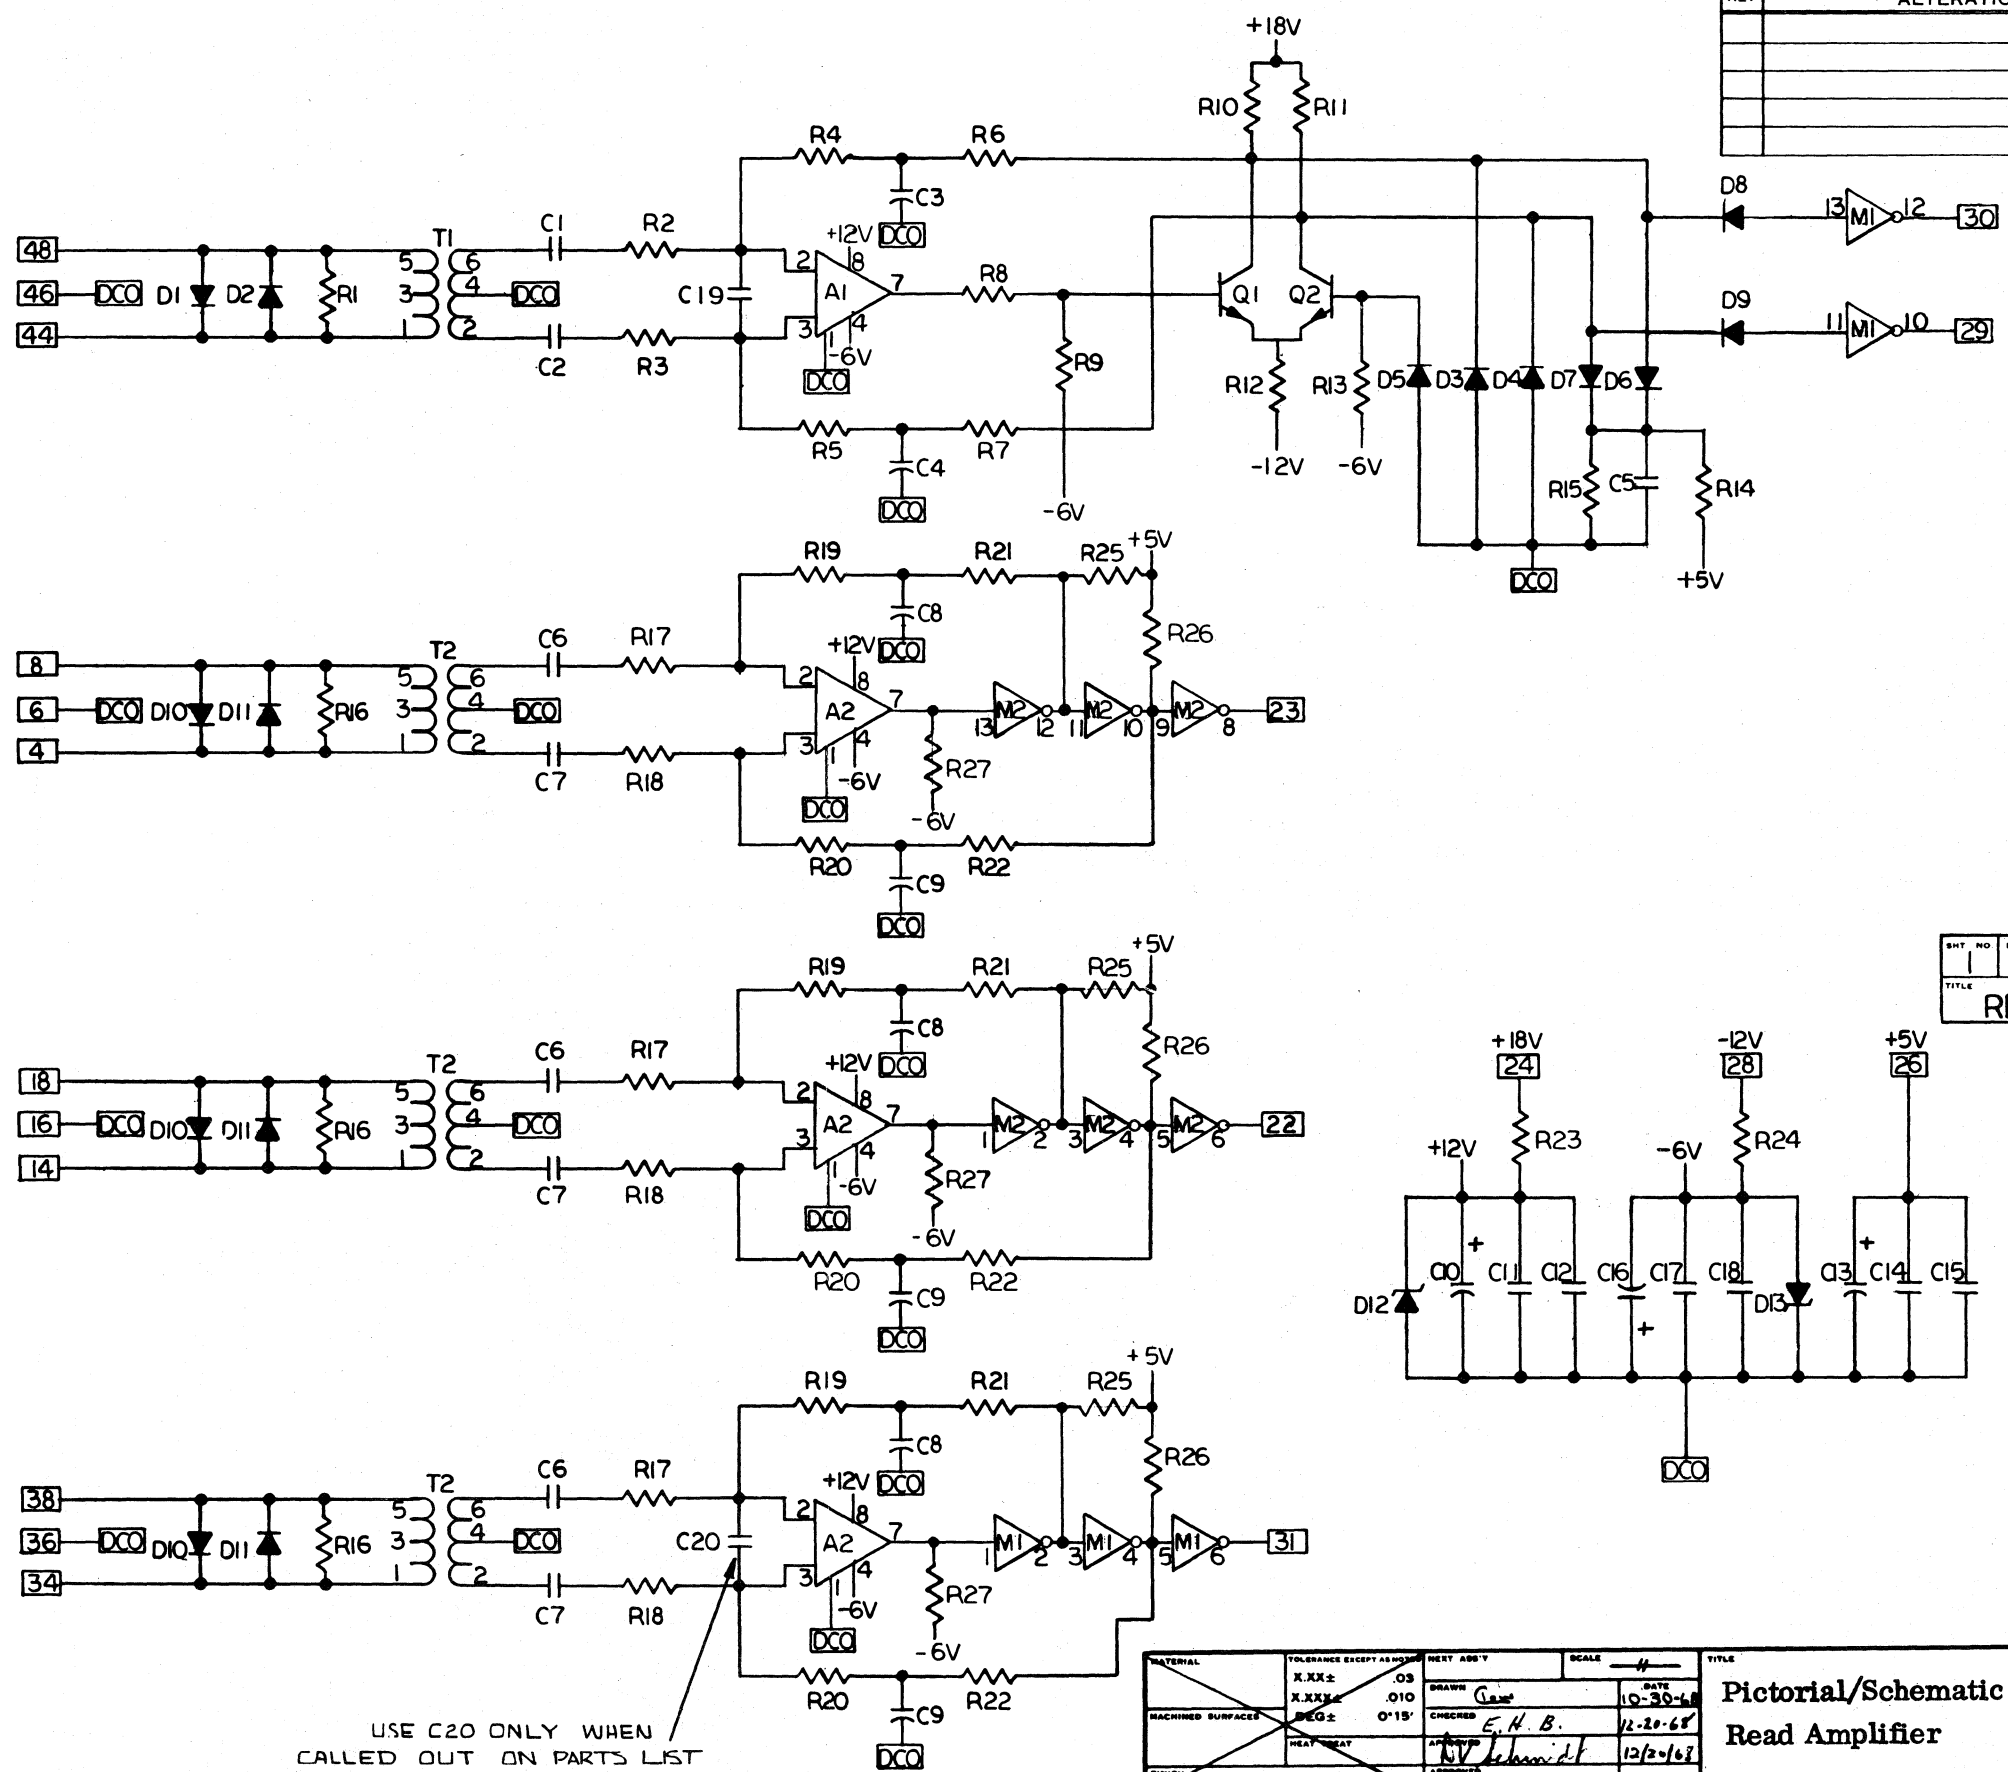 ALTERATIO
+18V
R10 R11
R4 R6
C3
DCO
D8
13 M1 12 30
48 T1 C1 R2 +12V
5 6 2 8 7 R8
46 DCO D1 D2 R1 3 4 DCO C19 A1 Q1 Q2
D9
11 M1 10 29
44 1 2 C2 R3 3 1 4 -6V
DCO
R9
R12 R13 D5 D3 D4 D7 D6
R5 R7
C4
DCO
-12V -6V
-6V
R15 C5 R14
DCO
+5V
R19 R21 R25 +5V
C8
DCO
R26
8 T2 C6 R17 +12V
5 6 2 8 7
6 DCO D10 D11 R16 3 4 DCO A2 13 M2 12 11 M2 10 9 M2 8 23
4 1 2 C7 R18 3 1 4 -6V
DCO
R27
-6V
R20 R22
C9
DCO
+5V
R19 R21 R25
C8
DCO
R26
18 T2 C6 R17 +12V
5 6 2 8 7
16 DCO D10 D11 R16 3 4 DCO A2 1 M2 2 3 M2 4 5 M2 6 22
14 1 2 C7 R18 3 1 4 -6V
DCO
R27
-6V
R20 R22
C9
DCO
SHT NO
1
TITLE
+18V -12V +5V
24 28 26
R23 R24
+12V -6V
+ +
C10 C11 C12 C16 C17 C18 C13 C14 C15
D12 D13
+
DCO
+5V
R19 R21 R25
C8
DCO
R26
38 T2 C6 R17 +12V
5 6 2 8 7
36 DCO D10 D11 R16 3 4 DCO C20 A2 1 M1 2 3 M1 4 5 M1 6 31
34 1 2 C7 R18 3 1 4 -6V
DCO
R27
-6V
R20 R22
C9
DCO
USE C20 ONLY WHEN
CALLED OUT ON PARTS LIST
MATERIAL TOLERANCE EXCEPT AS NOTED NEXT ASS'Y SCALE TITLE
X.XX± .03
X.XXX± .010 DRAWN DATE 10-30-68
MACHINED SURFACES DEG± 0°15' CHECKED E.H.B. 12-20-68
HEAT TREAT APPROVED Schmidt 12/20/68
APPROVED
Pictorial/Schematic
Read Amplifier